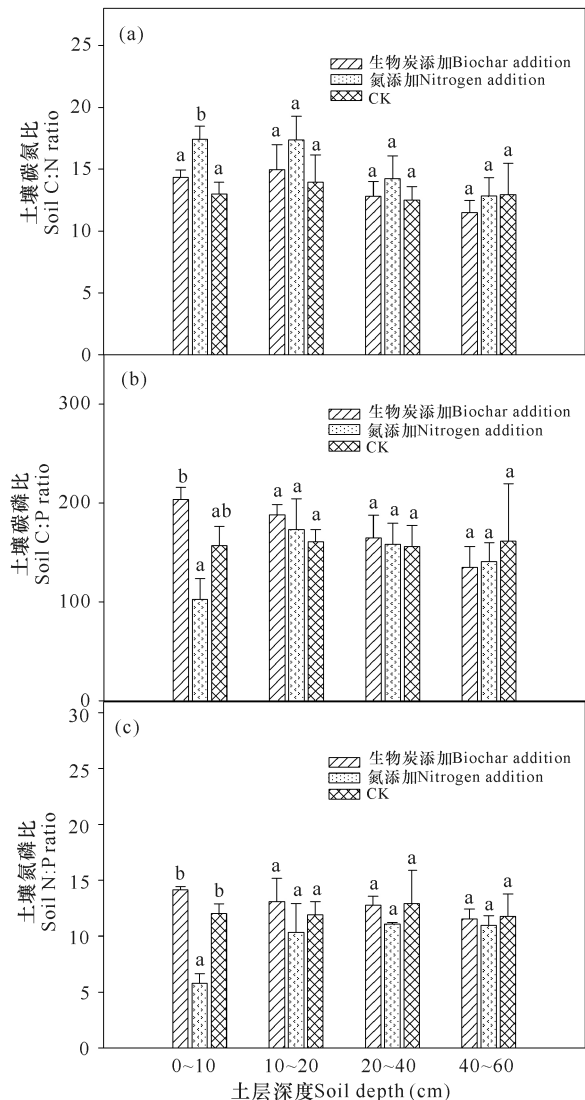 (a)
生物炭添加Biochar addition
氮添加Nitrogen addition
CK
土壤碳氮比
Soil C:N ratio
25
20
15
10
5
0
a b a a a a a a a a a a
(b)
生物炭添加Biochar addition
氮添加Nitrogen addition
CK
土壤碳磷比
Soil C:P ratio
300
200
100
0
b a ab a a a a a a a a a
(c)
生物炭添加Biochar addition
氮添加Nitrogen addition
CK
土壤氮磷比
Soil N:P ratio
30
25
20
15
10
5
0
b a b a a a a a a a a a
0~10 10~20 20~40 40~60
土层深度Soil depth (cm)